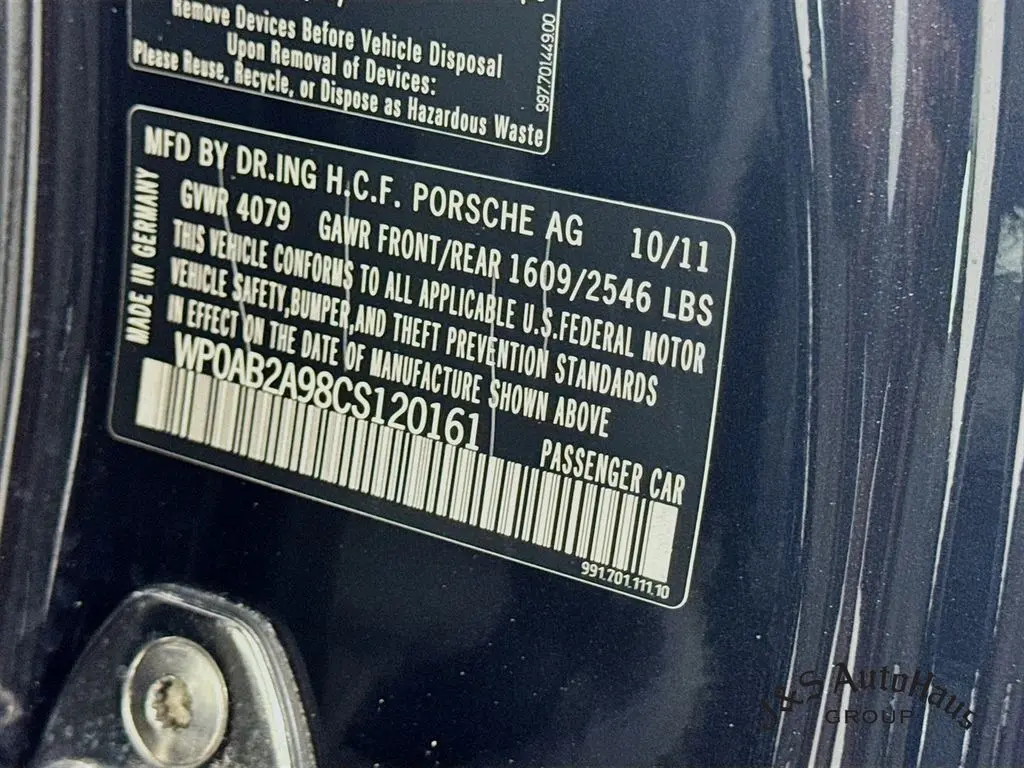 Remove Devices Before Vehicle Disposal
Upon Removal of Devices:
Please Reuse, Recycle, or Dispose as Hazardous Waste
997.701.449.00
MFD BY DR.ING H.C.F. PORSCHE AG 10/11
GVWR 4079 GAWR FRONT/REAR 1609/2546 LBS
THIS VEHICLE CONFORMS TO ALL APPLICABLE U.S.FEDERAL MOTOR
VEHICLE SAFETY,BUMPER,AND THEFT PREVENTION STANDARDS
IN EFFECT ON THE DATE OF MANUFACTURE SHOWN ABOVE
WP0AB2A98CS120161
PASSENGER CAR
MADE IN GERMANY
991.701.111.10
J&S AutoHaus
GROUP